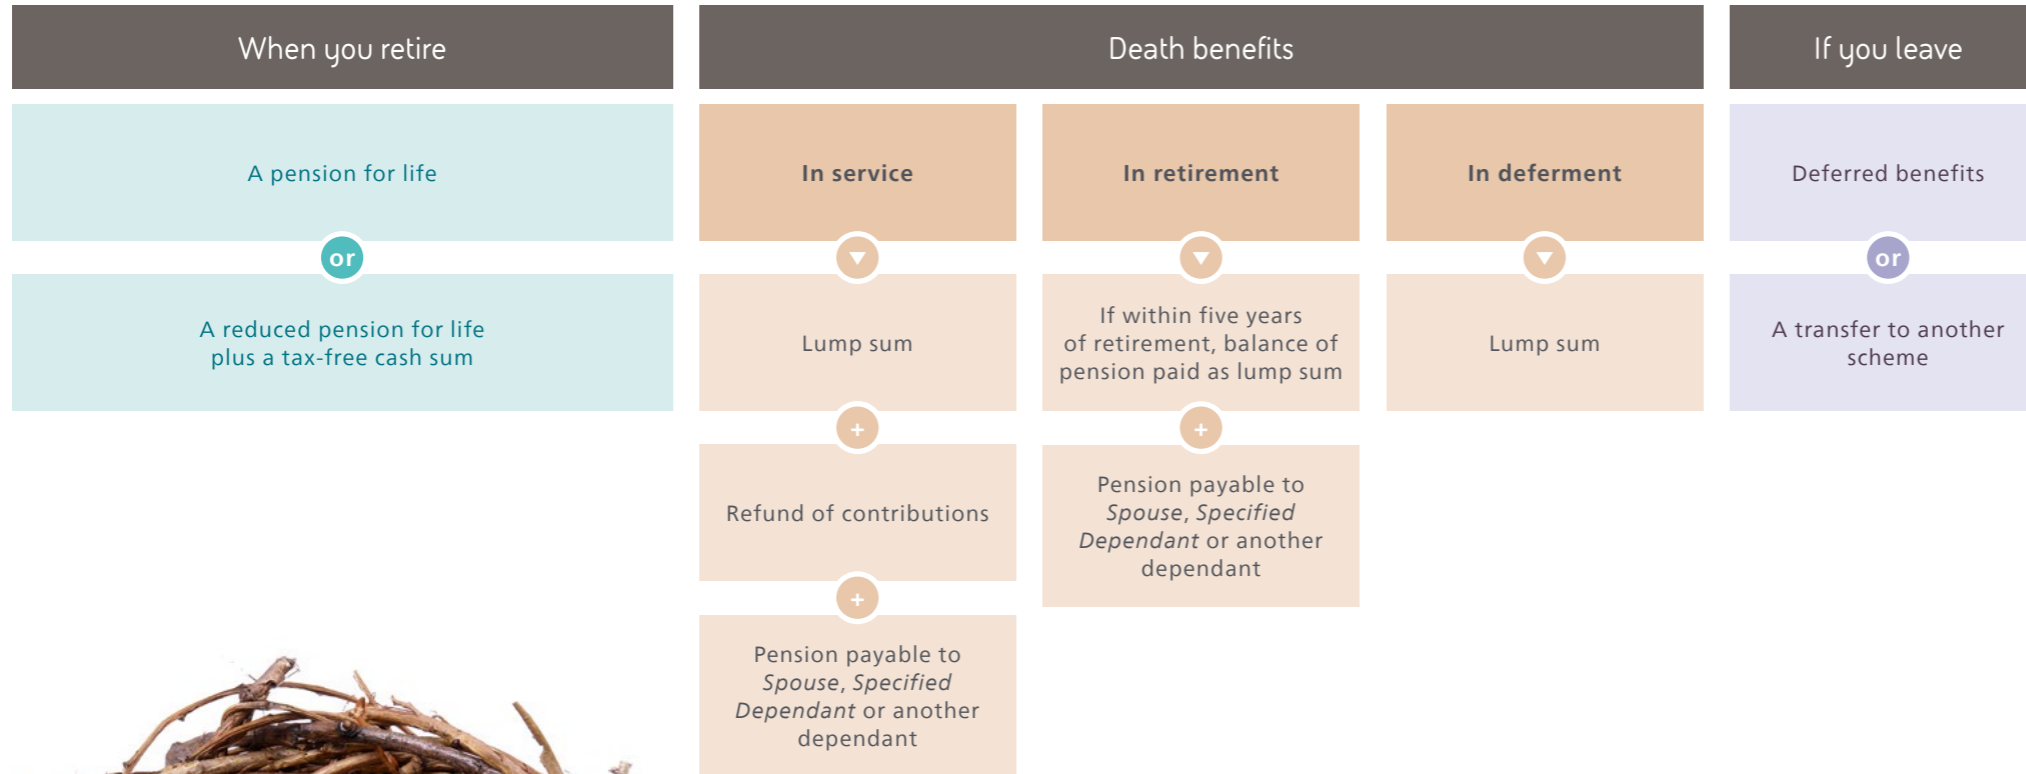 When you retire
A pension for life
or
A reduced pension for life
plus a tax-free cash sum
Death benefits
In service
Lump sum
+
Refund of contributions
+
Pension payable to
Spouse, Specified
Dependant or another
dependant
In retirement
If within five years
of retirement, balance of
pension paid as lump sum
+
Pension payable to
Spouse, Specified
Dependant or another
dependant
In deferment
Lump sum
If you leave
Deferred benefits
or
A transfer to another
scheme